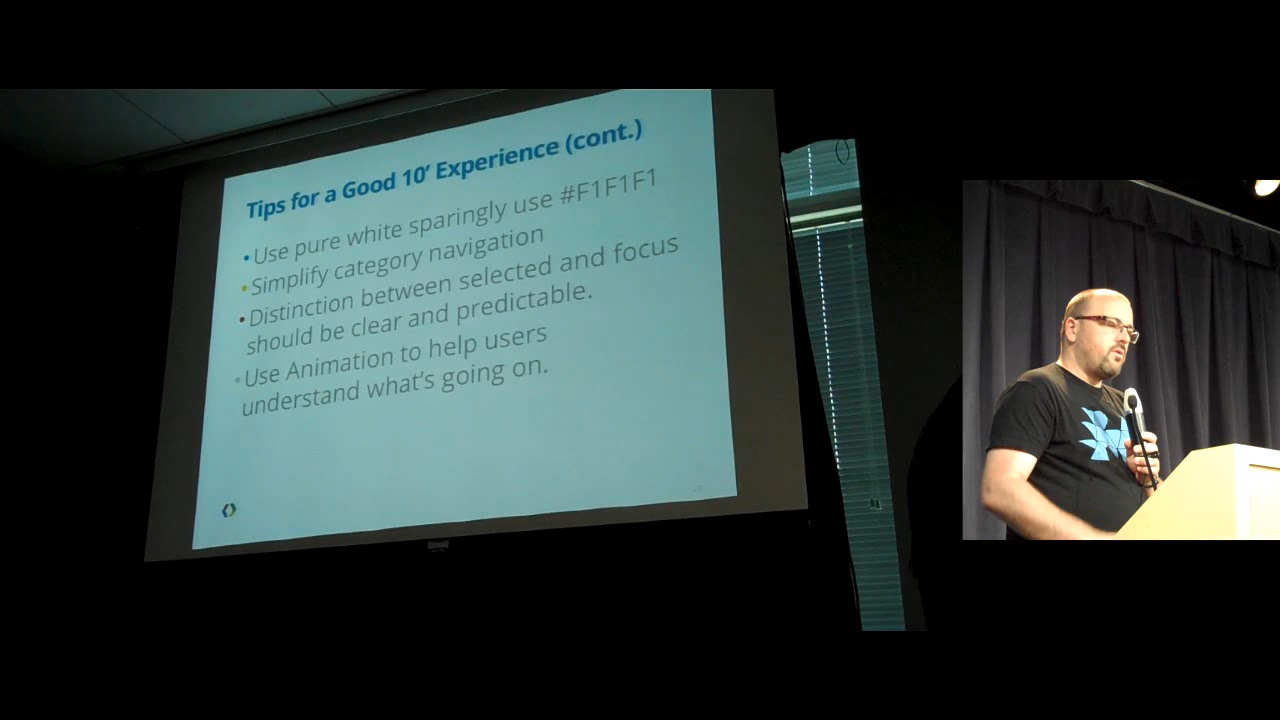 Tips for a Good 10' Experience (cont.)
• Use pure white sparingly use #F1F1F1
• Simplify category navigation
• Distinction between selected and focus
should be clear and predictable.
• Use Animation to help users
understand what's going on.